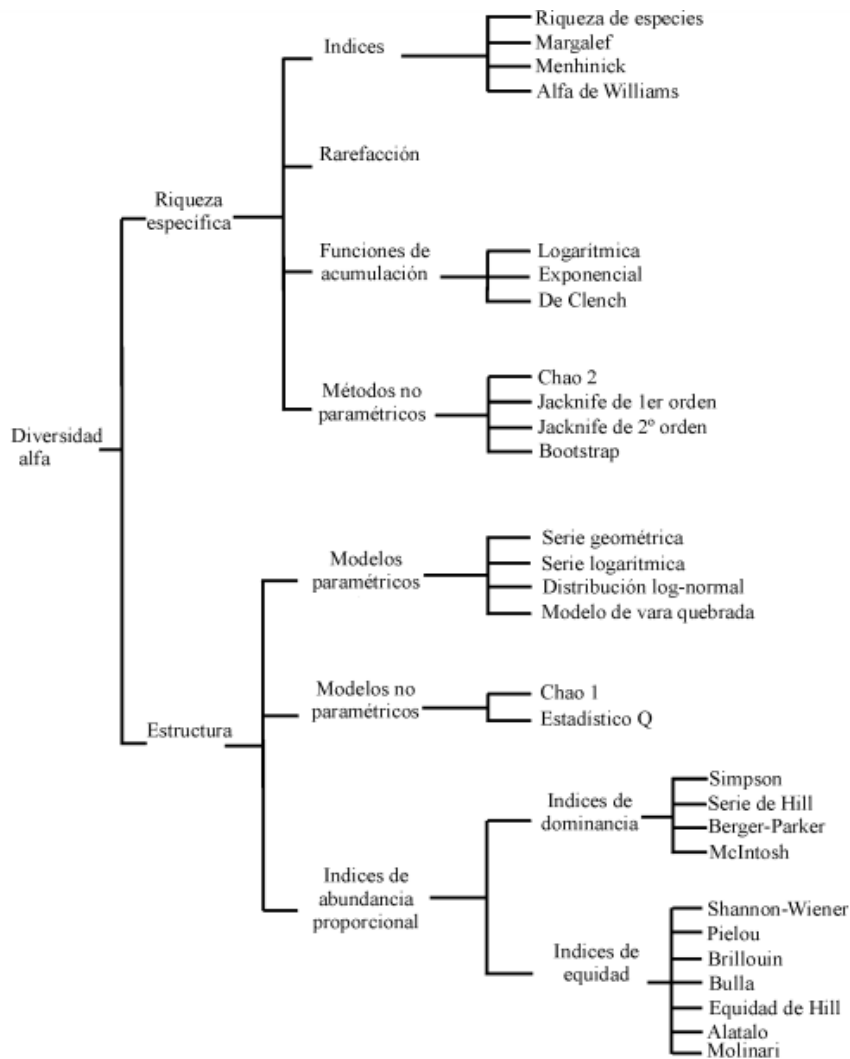 Diversidad
alfa
Riqueza
específica
Indices
Riqueza de especies
Margalef
Menhinick
Alfa de Williams
Rarefacción
Funciones de
acumulación
Logarítmica
Exponencial
De Clench
Métodos no
paramétricos
Chao 2
Jacknife de 1er orden
Jacknife de 2º orden
Bootstrap
Estructura
Modelos
paramétricos
Serie geométrica
Serie logarítmica
Distribución log-normal
Modelo de vara quebrada
Modelos no
paramétricos
Chao 1
Estadístico Q
Indices de
abundancia
proporcional
Indices de
dominancia
Simpson
Serie de Hill
Berger-Parker
McIntosh
Indices de
equidad
Shannon-Wiener
Pielou
Brillouin
Bulla
Equidad de Hill
Alatalo
Molinari